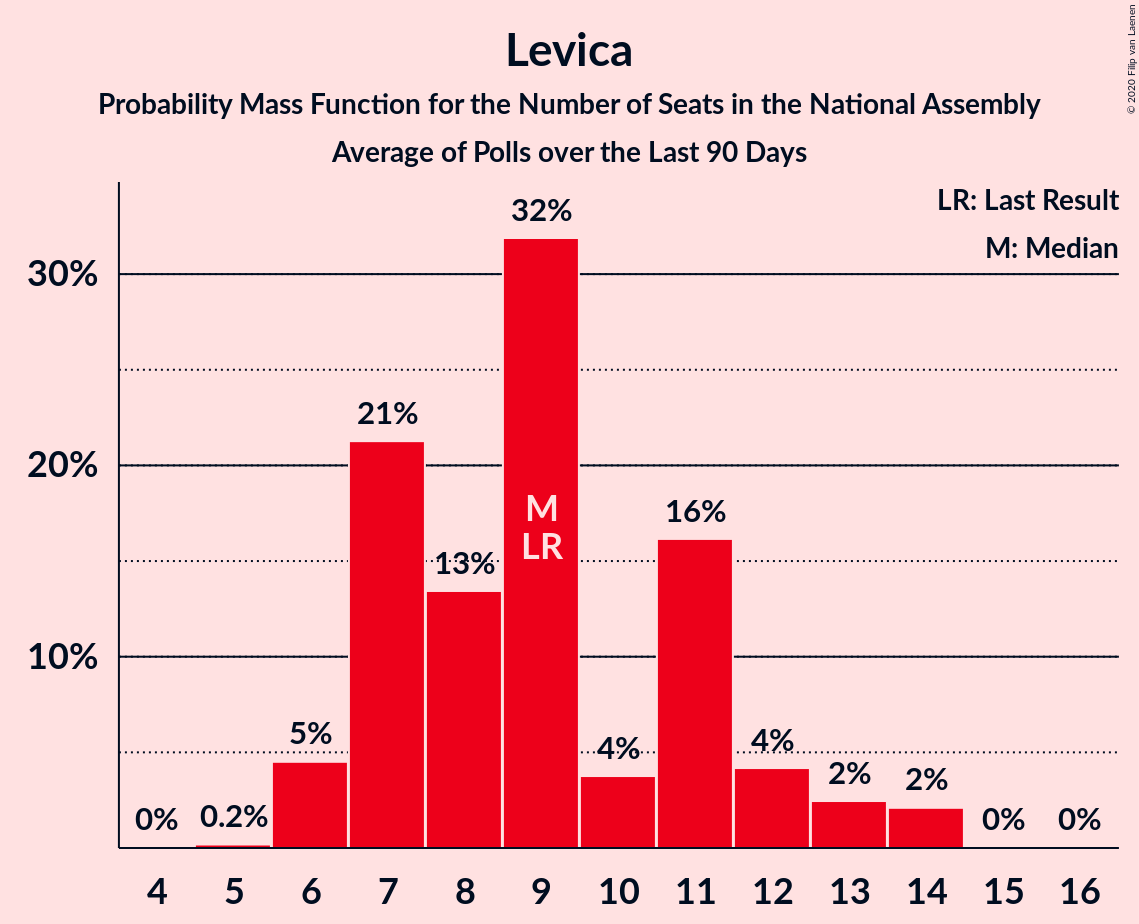 Levica
Probability Mass Function for the Number of Seats in the National Assembly
Average of Polls over the Last 90 Days
© 2020 Filip van Laenen
LR: Last Result
M: Median
30%
20%
10%
0%
0.2%
5%
21%
13%
32%
M
LR
4%
16%
4%
2%
2%
0%
0%
4 5 6 7 8 9 10 11 12 13 14 15 16